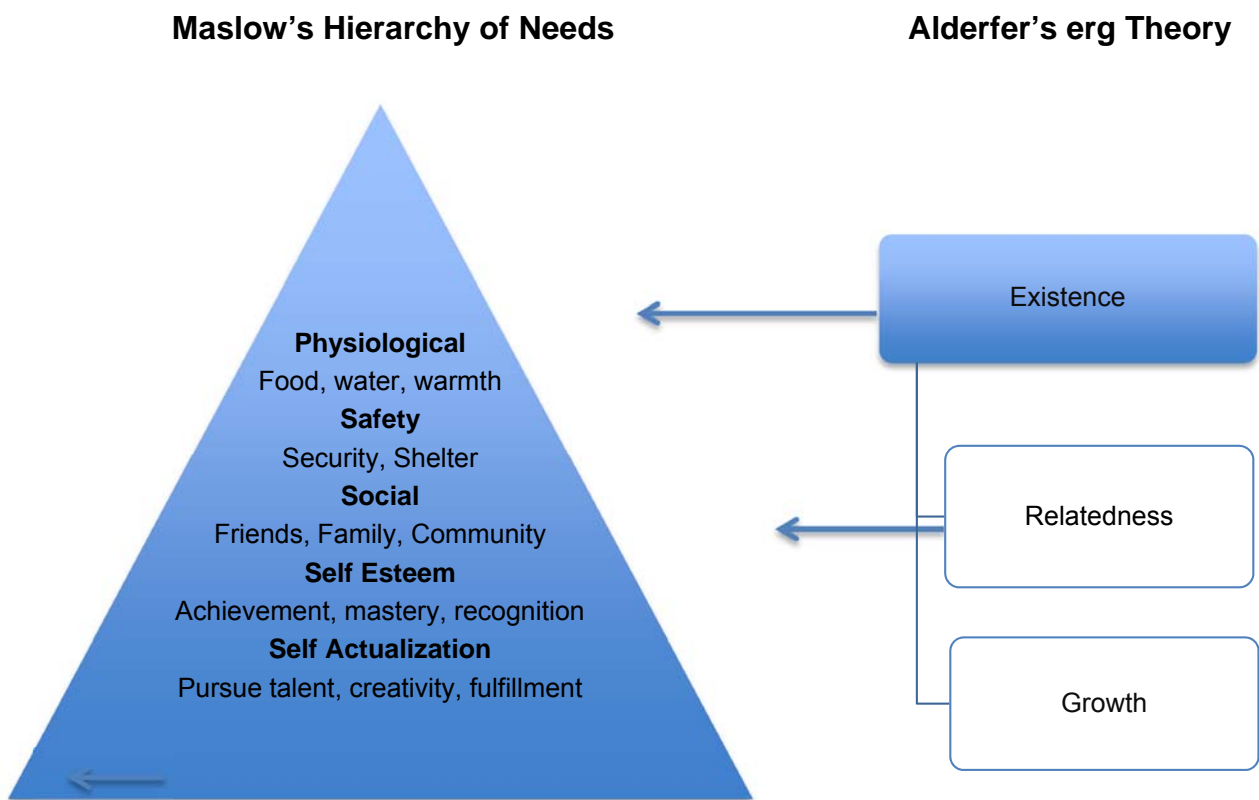 Maslow's Hierarchy of Needs
Alderfer's erg Theory
Physiological
Food, water, warmth
Safety
Security, Shelter
Social
Friends, Family, Community
Self Esteem
Achievement, mastery, recognition
Self Actualization
Pursue talent, creativity, fulfillment
Existence
Relatedness
Growth